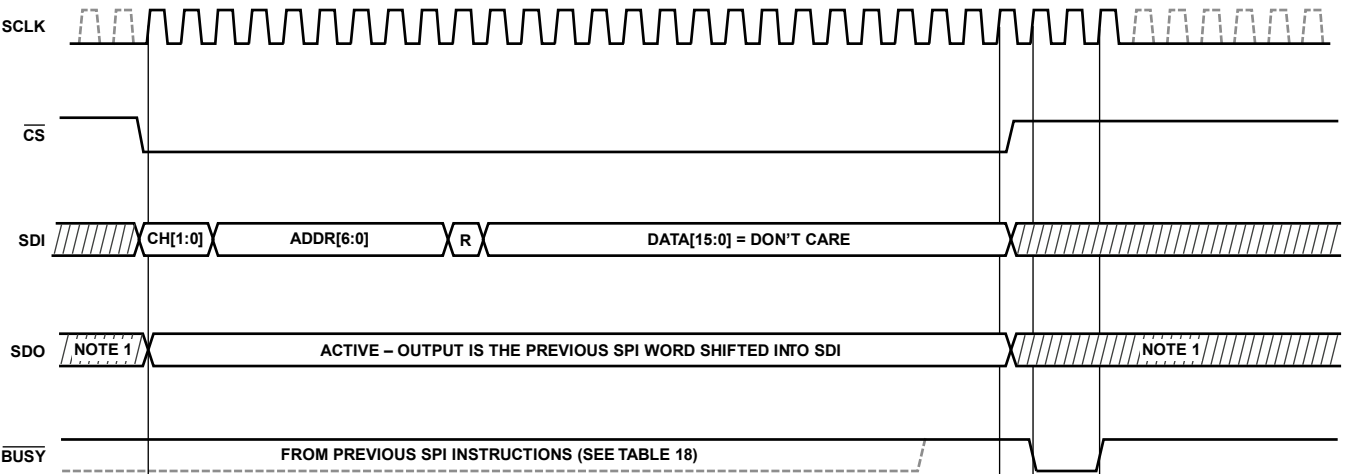 SCLK
CS
SDI CH[1:0] ADDR[6:0] R DATA[15:0] = DON'T CARE
SDO NOTE 1 ACTIVE – OUTPUT IS THE PREVIOUS SPI WORD SHIFTED INTO SDI NOTE 1
BUSY FROM PREVIOUS SPI INSTRUCTIONS (SEE TABLE 18)